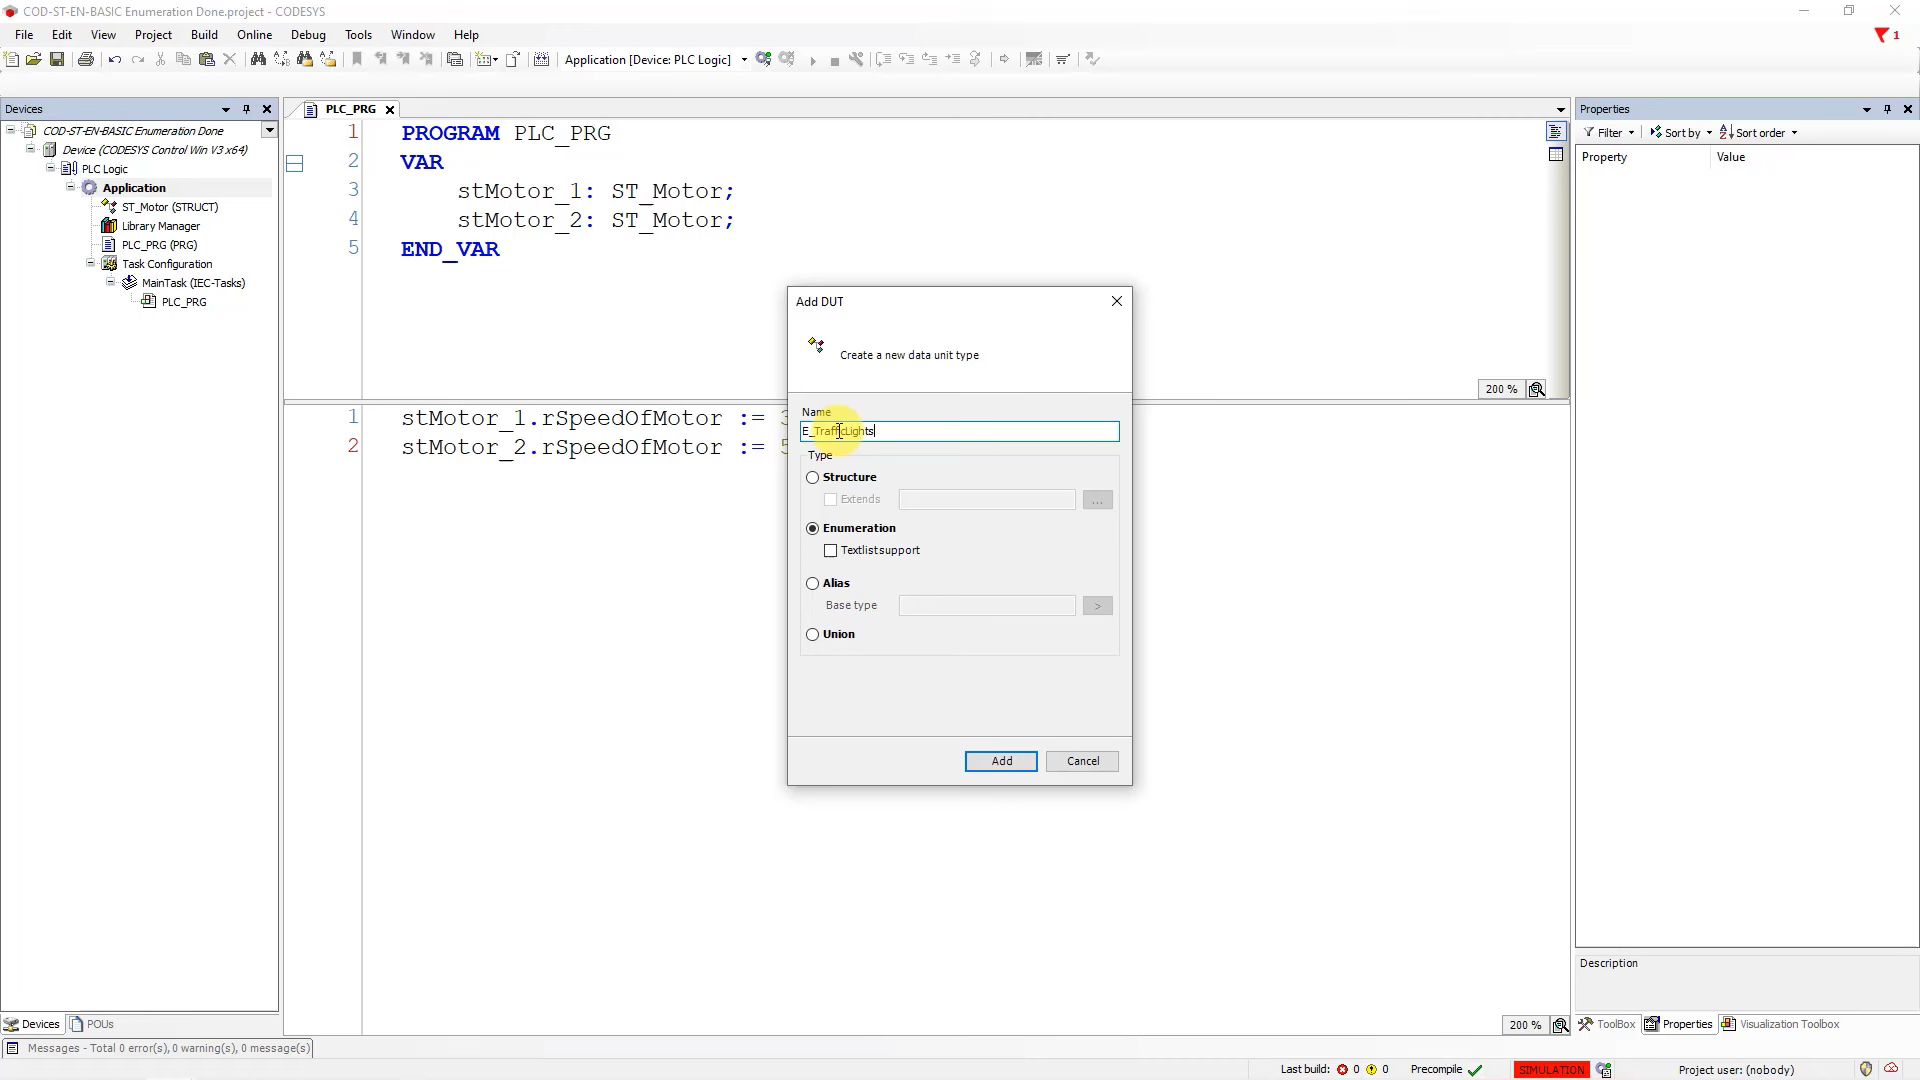 COD-ST-EN-BASIC Enumeration Done.project - CODESYS
File Edit View Project Build Online Debug Tools Window Help
1
Application [Device: PLC Logic]
Devices
COD-ST-EN-BASIC Enumeration Done
Device (CODESYS Control Win V3 x64)
PLC Logic
Application
ST_Motor (STRUCT)
Library Manager
PLC_PRG (PRG)
Task Configuration
MainTask (IEC-Tasks)
PLC_PRG
Devices POUs
PLC_PRG
1 PROGRAM PLC_PRG
2 VAR
3 stMotor_1: ST_Motor;
4 stMotor_2: ST_Motor;
5 END_VAR
200 %
1 stMotor_1.rSpeedOfMotor := 3
2 stMotor_2.rSpeedOfMotor := 5
200 %
Add DUT
Create a new data unit type
Name
E_TrafficLights
Type
Structure
Extends
...
Enumeration
Textlistsupport
Alias
Base type
>
Union
Add Cancel
Properties
Filter Sort by Sort order
Property Value
Description
ToolBox Properties Visualization Toolbox
Messages - Total 0 error(s), 0 warning(s), 0 message(s)
Last build: 0 0 Precompile SIMULATION Project user: (nobody)